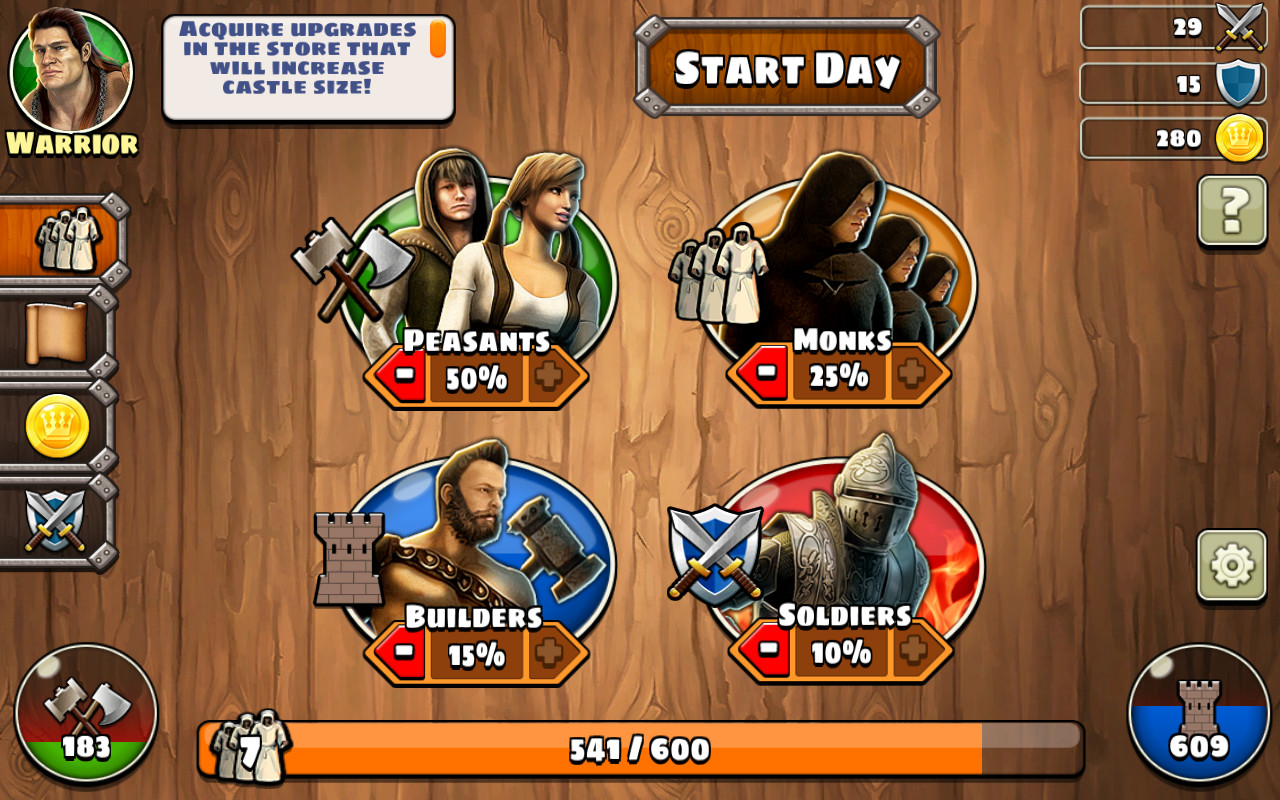 Acquire upgrades
in the store that
will increase
castle size!
Start Day
29
15
280
Warrior
?
Peasants
50%
Monks
25%
Builders
15%
Soldiers
10%
183
7
541 / 600
609